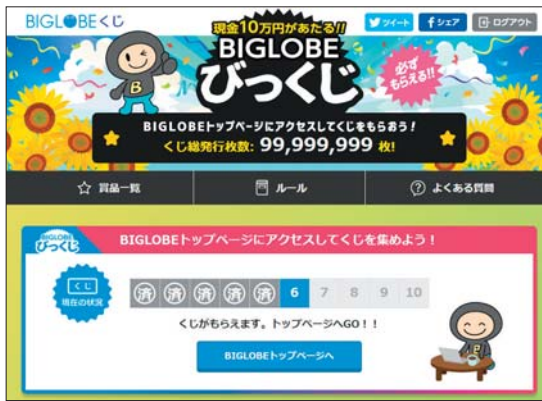 BIGLOBEくじ
ツイート
シェア
ログアウト
現金10万円があたる!!
BIGLOBE
びっくじ
必ず
もらえる!!
B
BIGLOBEトップページにアクセスしてくじをもらおう!
くじ総発行枚数: 99,999,999 枚!
賞品一覧
ルール
よくある質問
BIGLOBE
びっくじ
BIGLOBEトップページにアクセスしてくじを集めよう!
くじ
現在の状況
済 済 済 済 済 6 7 8 9 10
くじがもらえます。トップページへGO!!
BIGLOBEトップページへ